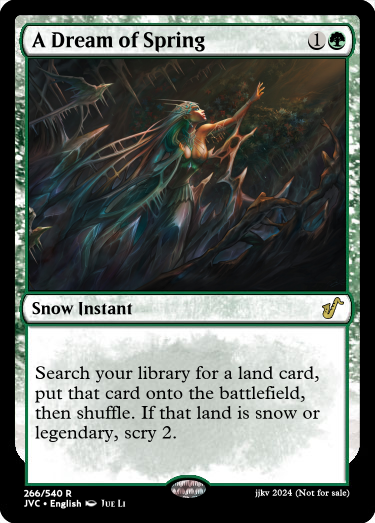 A Dream of Spring 1
Snow Instant
Search your library for a land card,
put that card onto the battlefield,
then shuffle. If that land is snow or
legendary, scry 2.
266/540 R
JVC • English Jue Li
jjkv 2024 (Not for sale)